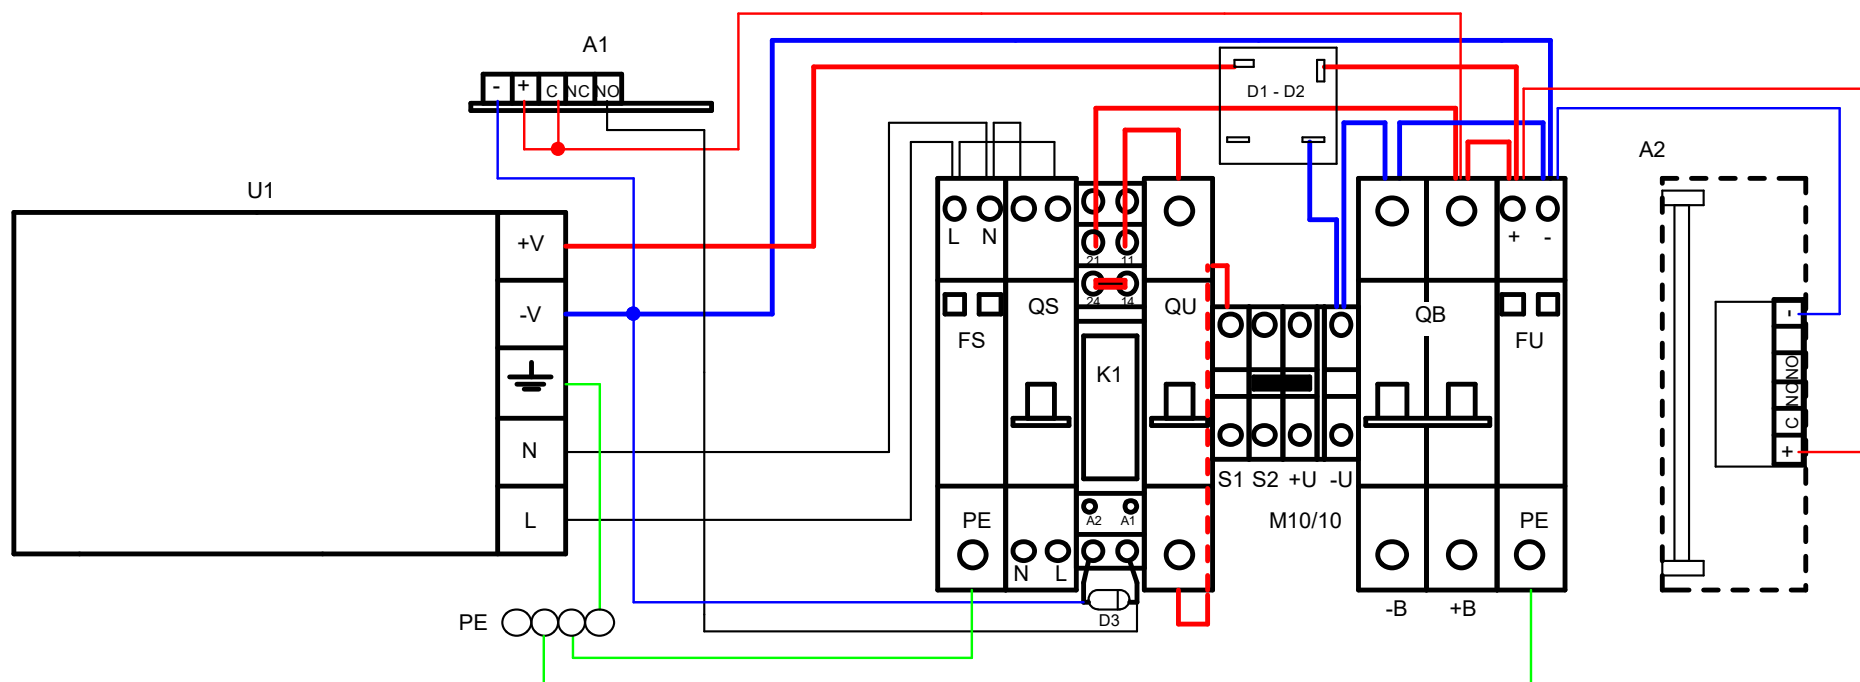 A1
- + C NC NO
D1 - D2
A2
U1
+V
-V
N
L
L N
21 11
24 14
QS
QU
QB
+ -
FS
FU
K1
-
NO
NC
C
+
S1 S2 +U -U
M10/10
PE
A2 A1
PE
N L
D3
-B +B
PE